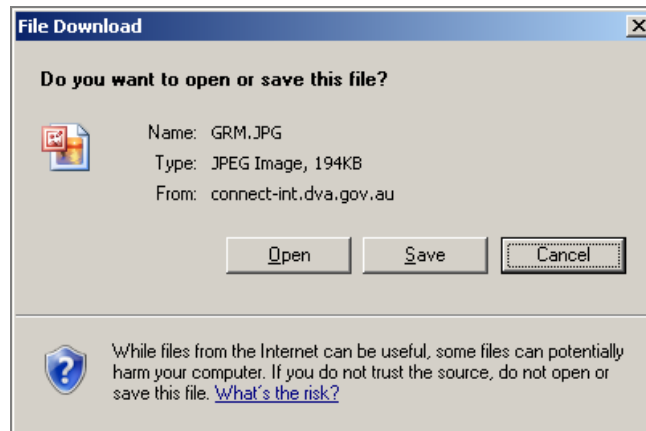 File Download
Do you want to open or save this file?
Name: GRM.JPG
Type: JPEG Image, 194KB
From: connect-int.dva.gov.au
Open Save Cancel
While files from the Internet can be useful, some files can potentially
harm your computer. If you do not trust the source, do not open or
save this file. What's the risk?